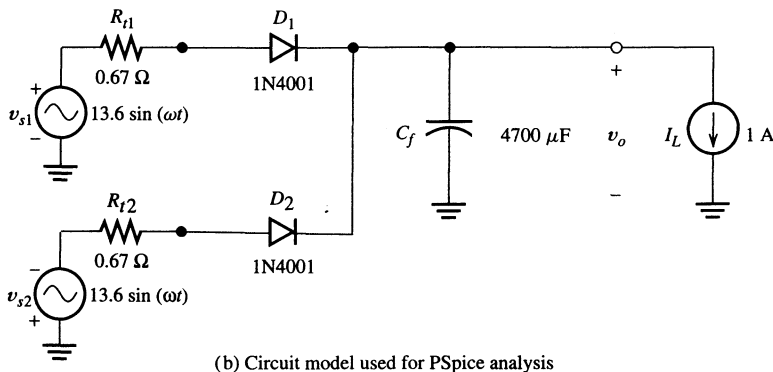 R_t1
D_1
0.67 Ω
1N4001
+
v_s1
13.6 sin (ωt)
−
C_f
4700 μF
+
v_o
−
I_L
1 A
R_t2
D_2
0.67 Ω
1N4001
−
v_s2
13.6 sin (ωt)
+
(b) Circuit model used for PSpice analysis